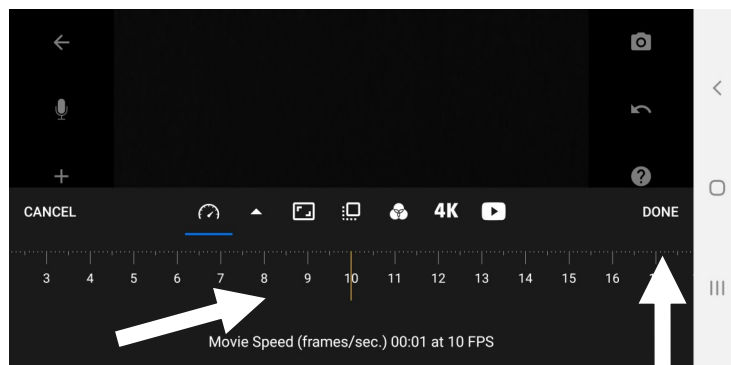 CANCEL 4K DONE
3 4 5 6 7 8 9 10 11 12 13 14 15 16
Movie Speed (frames/sec.) 00:01 at 10 FPS